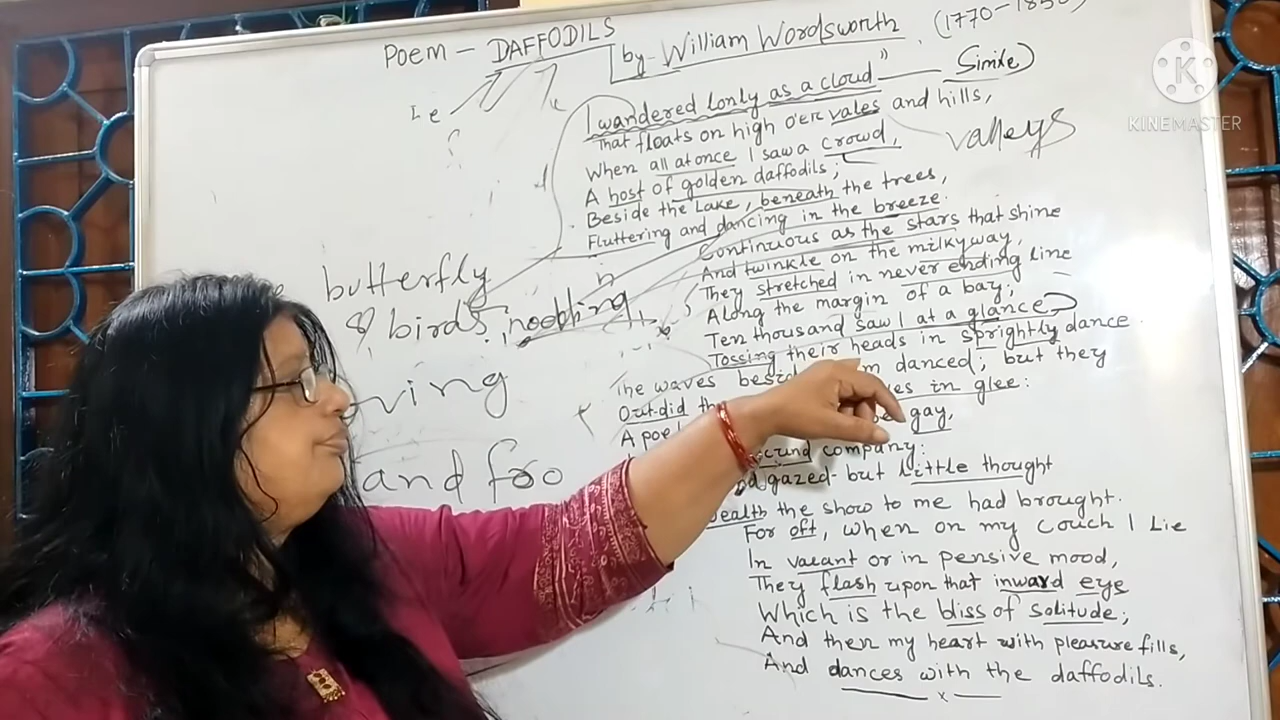 Poem - DAFFODILS
by- William Wordsworth
(1770-1850)
I wandered lonly as a cloud" Simile)
That floats on high o'er vales and hills,
valleys
When all at once I saw a crowd,
A host of golden daffodils;
Beside the Lake, beneath the trees,
Fluttering and dancing in the breeze.
Continuous as the stars that shine
And twinkle on the milkyway,
They stretched in never ending line
Along the margin of a bay;
Ten thousand saw I at a glance
Tossing their heads in sprightly dance
The waves danced; but they
Out-did in glee:
A gay,
company:
gazed but little thought
the show to me had brought.
For oft, when on my couch I Lie
In vacant or in pensive mood,
They flash upon that inward eye
Which is the bliss of solitude;
And then my heart with pleasure fills,
And dances with the daffodils.
x
I e
butterfly
& birds,
and fro
KINEMASTER